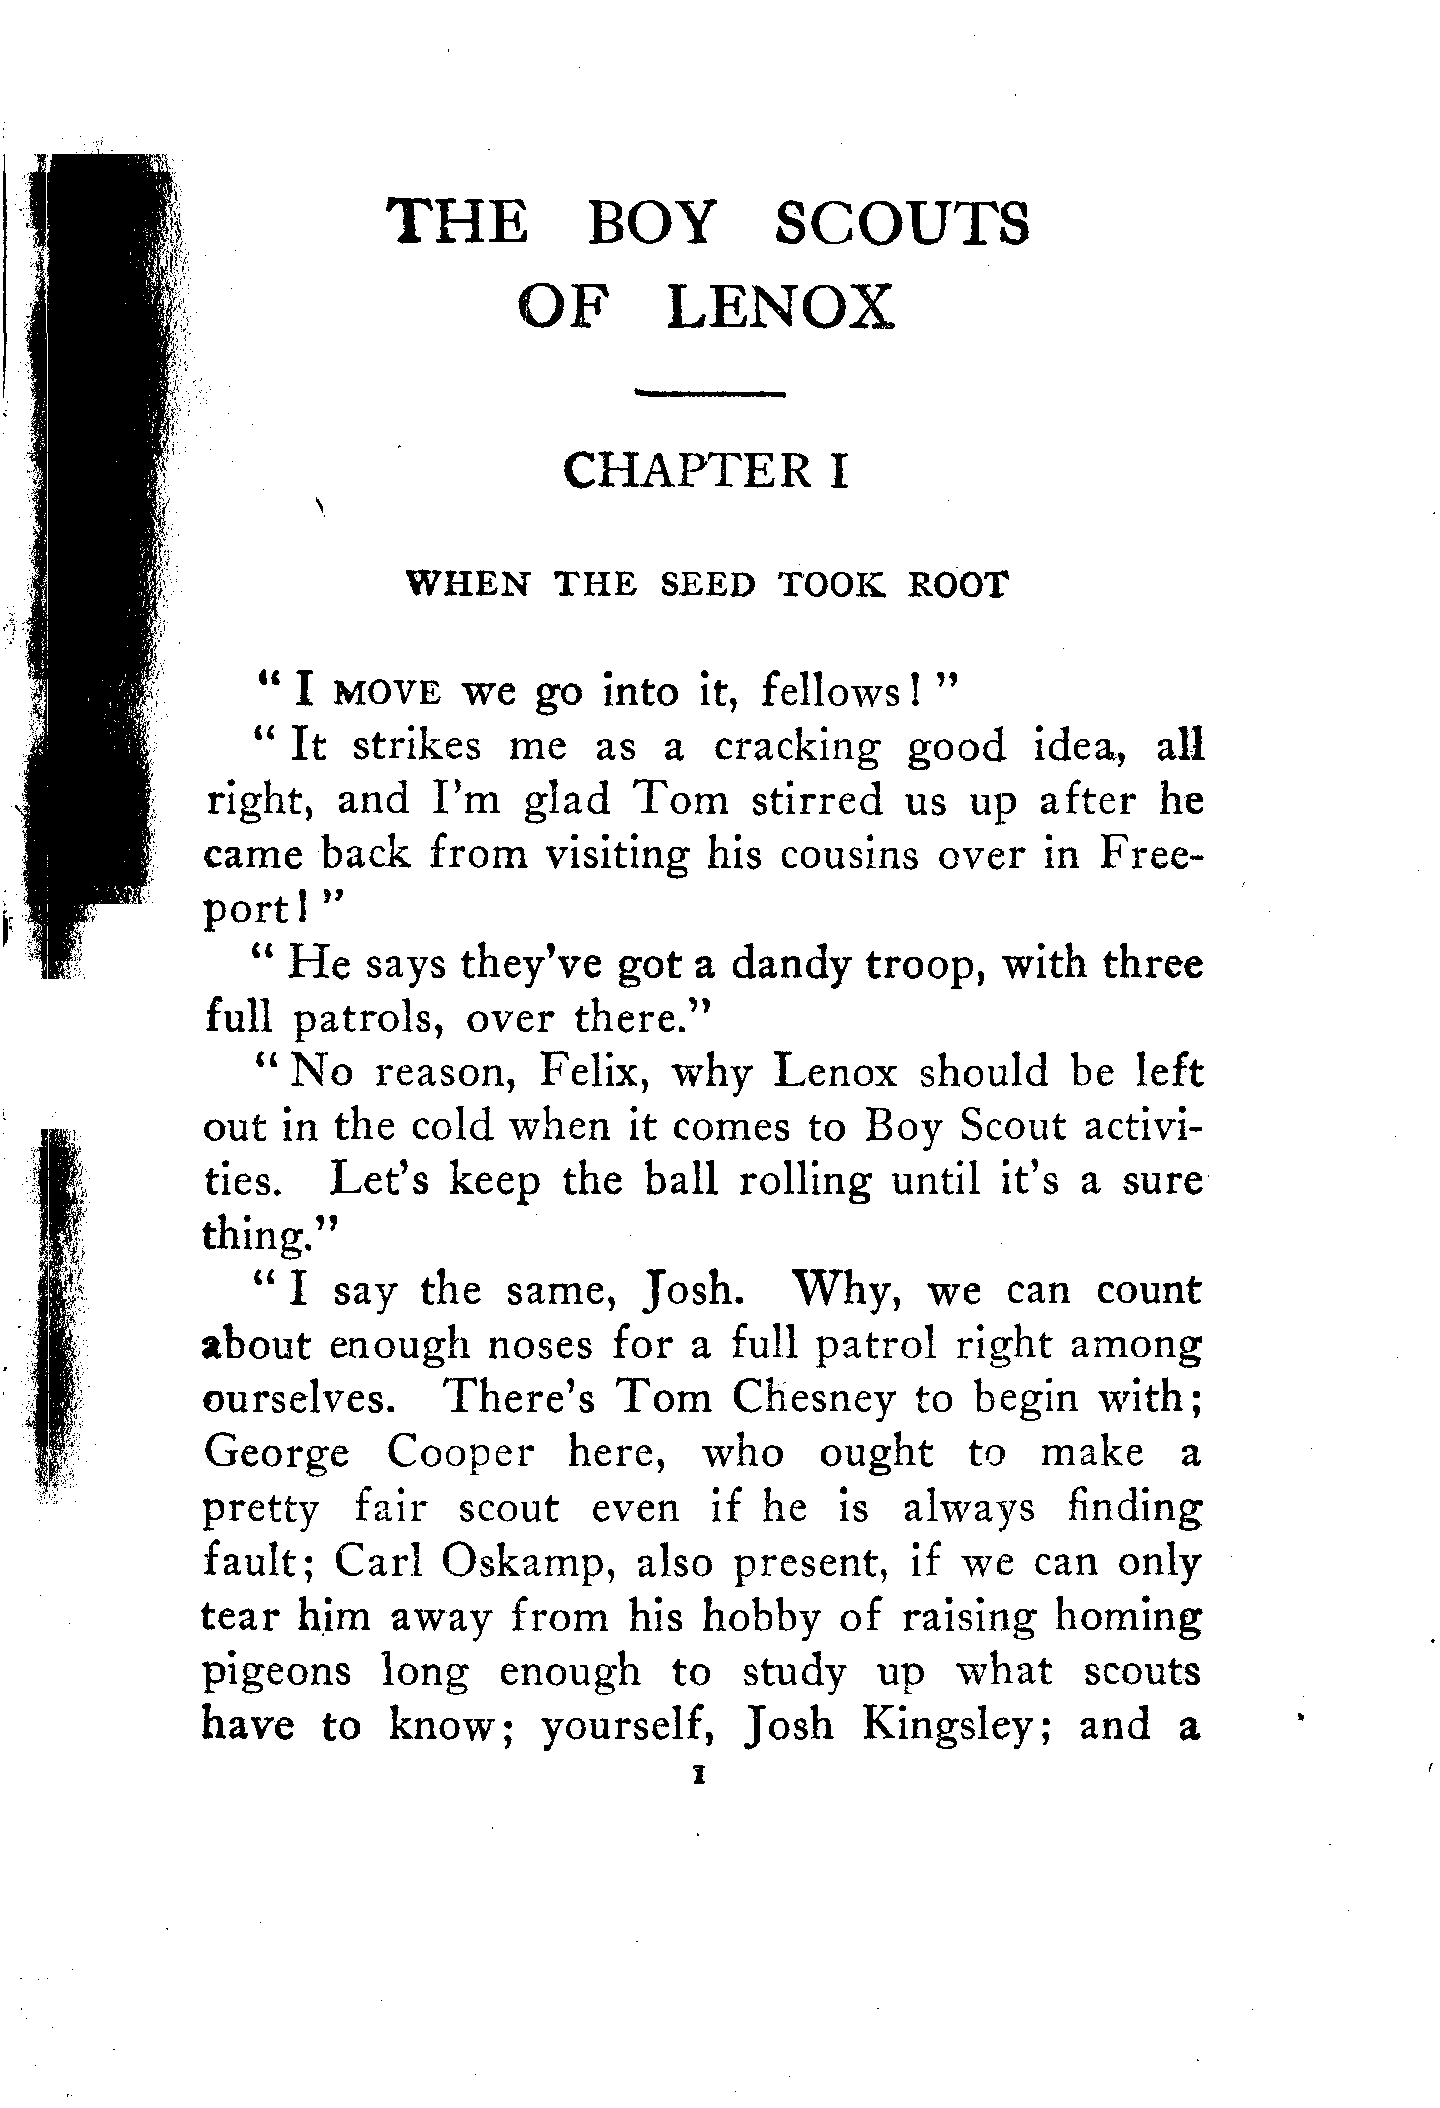 THE BOY SCOUTS
OF LENOX
CHAPTER I
WHEN THE SEED TOOK ROOT
“ I MOVE we go into it, fellows! ”
“ It strikes me as a cracking good idea, all
right, and I’m glad Tom stirred us up after he
came back from visiting his cousins over in Free-
port! ”
“ He says they’ve got a dandy troop, with three
full patrols, over there.”
“ No reason, Felix, why Lenox should be left
out in the cold when it comes to Boy Scout activi-
ties. Let’s keep the ball rolling until it’s a sure
thing.”
“ I say the same, Josh. Why, we can count
about enough noses for a full patrol right among
ourselves. There’s Tom Chesney to begin with;
George Cooper here, who ought to make a
pretty fair scout even if he is always finding
fault; Carl Oskamp, also present, if we can only
tear him away from his hobby of raising homing
pigeons long enough to study up what scouts
have to know; yourself, Josh Kingsley; and a
1